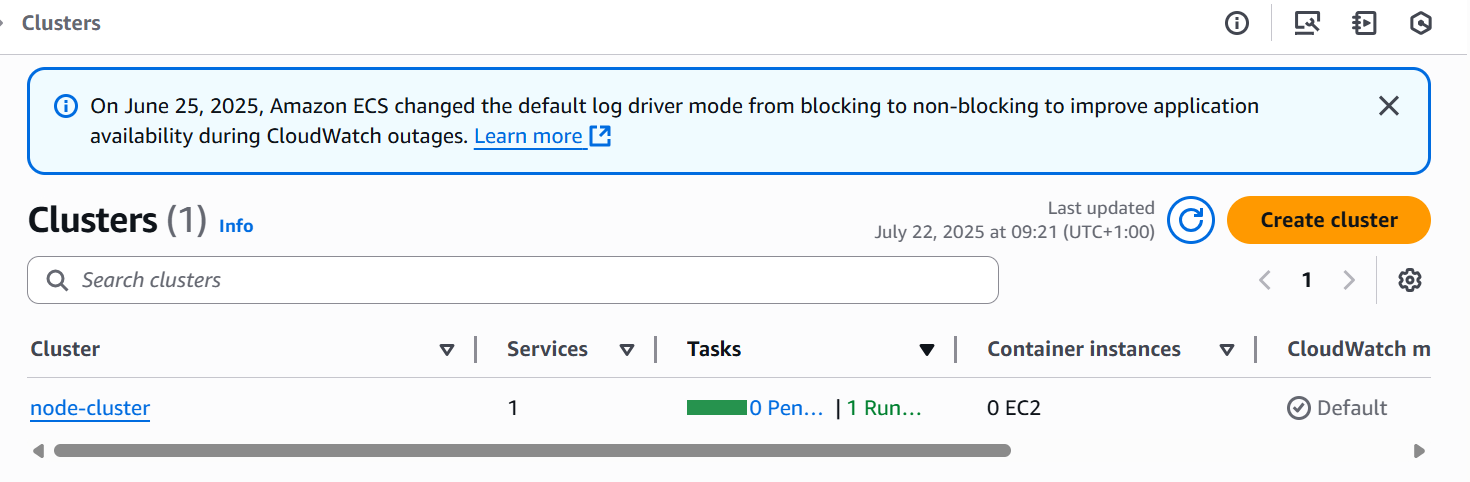 Clusters
On June 25, 2025, Amazon ECS changed the default log driver mode from blocking to non-blocking to improve application
availability during CloudWatch outages. Learn more
Clusters (1) Info
Last updated
July 22, 2025 at 09:21 (UTC+1:00)
Create cluster
Search clusters
1
Cluster Services Tasks Container instances CloudWatch m
node-cluster 1 0 Pen... | 1 Run... 0 EC2 Default